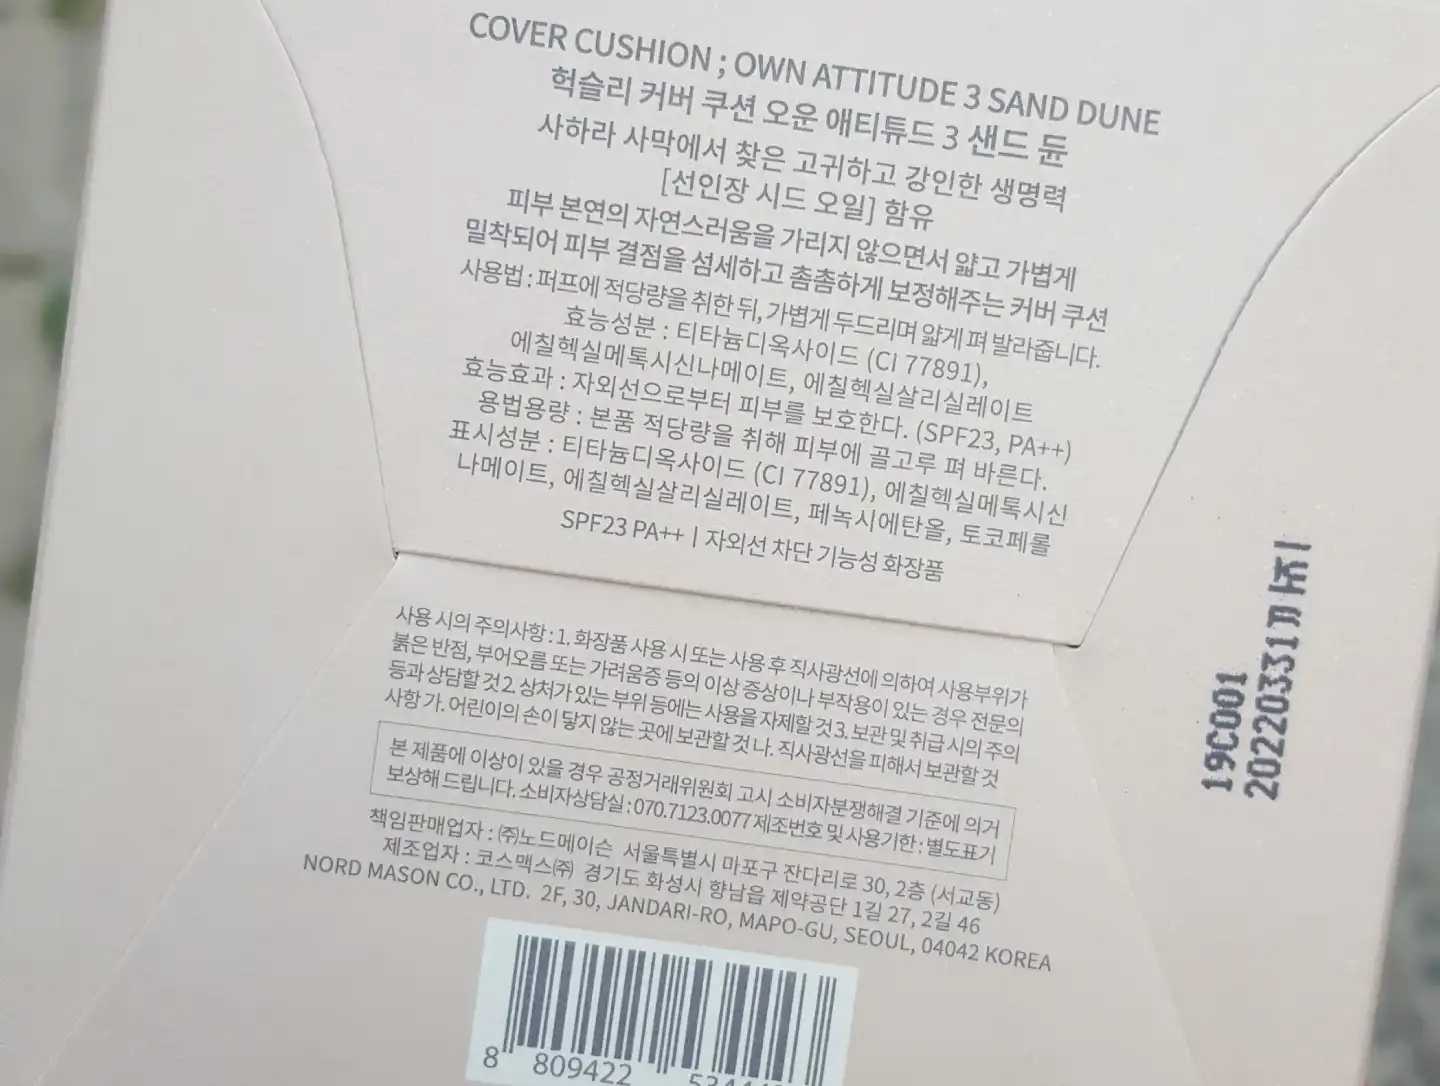 COVER CUSHION ; OWN ATTITUDE 3 SAND DUNE
헉슬리 커버 쿠션 오운 애티튜드 3 샌드 듄
사하라 사막에서 찾은 고귀하고 강인한 생명력
[선인장 시드 오일] 함유
피부 본연의 자연스러움을 가리지 않으면서 얇고 가볍게
밀착되어 피부 결점을 섬세하고 촘촘하게 보정해주는 커버 쿠션
사용법 : 퍼프에 적당량을 취한 뒤, 가볍게 두드리며 얇게 펴 발라줍니다.
효능성분 : 티타늄디옥사이드 (CI 77891),
에칠헥실메톡시신나메이트, 에칠헥실살리실레이트
효능효과 : 자외선으로부터 피부를 보호한다. (SPF23, PA++)
용법용량 : 본품 적당량을 취해 피부에 골고루 펴 바른다.
표시성분 : 티타늄디옥사이드 (CI 77891), 에칠헥실메톡시신
나메이트, 에칠헥실살리실레이트, 페녹시에탄올, 토코페롤
SPF23 PA++ | 자외선 차단 기능성 화장품
사용 시의 주의사항 : 1. 화장품 사용 시 또는 사용 후 직사광선에 의하여 사용부위가
붉은 반점, 부어오름 또는 가려움증 등의 이상 증상이나 부작용이 있는 경우 전문의
등과 상담할 것 2. 상처가 있는 부위 등에는 사용을 자제할 것 3. 보관 및 취급 시의 주의
사항 가. 어린이의 손이 닿지 않는 곳에 보관할 것 나. 직사광선을 피해서 보관할 것
본 제품에 이상이 있을 경우 공정거래위원회 고시 소비자분쟁해결 기준에 의거
보상해 드립니다. 소비자상담실 : 070.7123.0077 제조번호 및 사용기한 : 별도표기
책임판매업자 : ㈜노드메이슨 서울특별시 마포구 잔다리로 30, 2층 (서교동)
제조업자 : 코스맥스㈜ 경기도 화성시 향남읍 제약공단 1길 27, 2길 46
NORD MASON CO., LTD. 2F, 30, JANDARI-RO, MAPO-GU, SEOUL, 04042 KOREA
8 809422
19C001
20220331까지